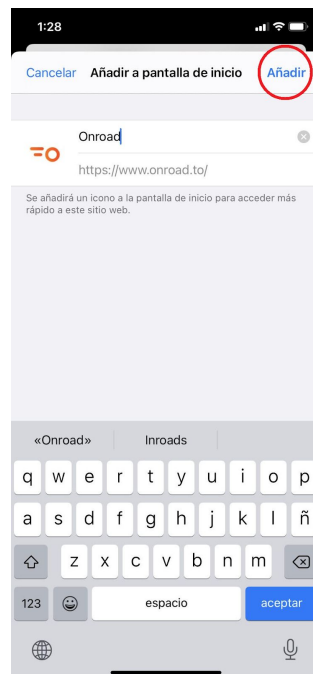 1:28
Cancelar Añadir a pantalla de inicio Añadir
Onroad
https://www.onroad.to/
Se añadirá un icono a la pantalla de inicio para acceder más
rápido a este sitio web.
«Onroad» Inroads
q w e r t y u i o p
a s d f g h j k l ñ
z x c v b n m
123 espacio aceptar